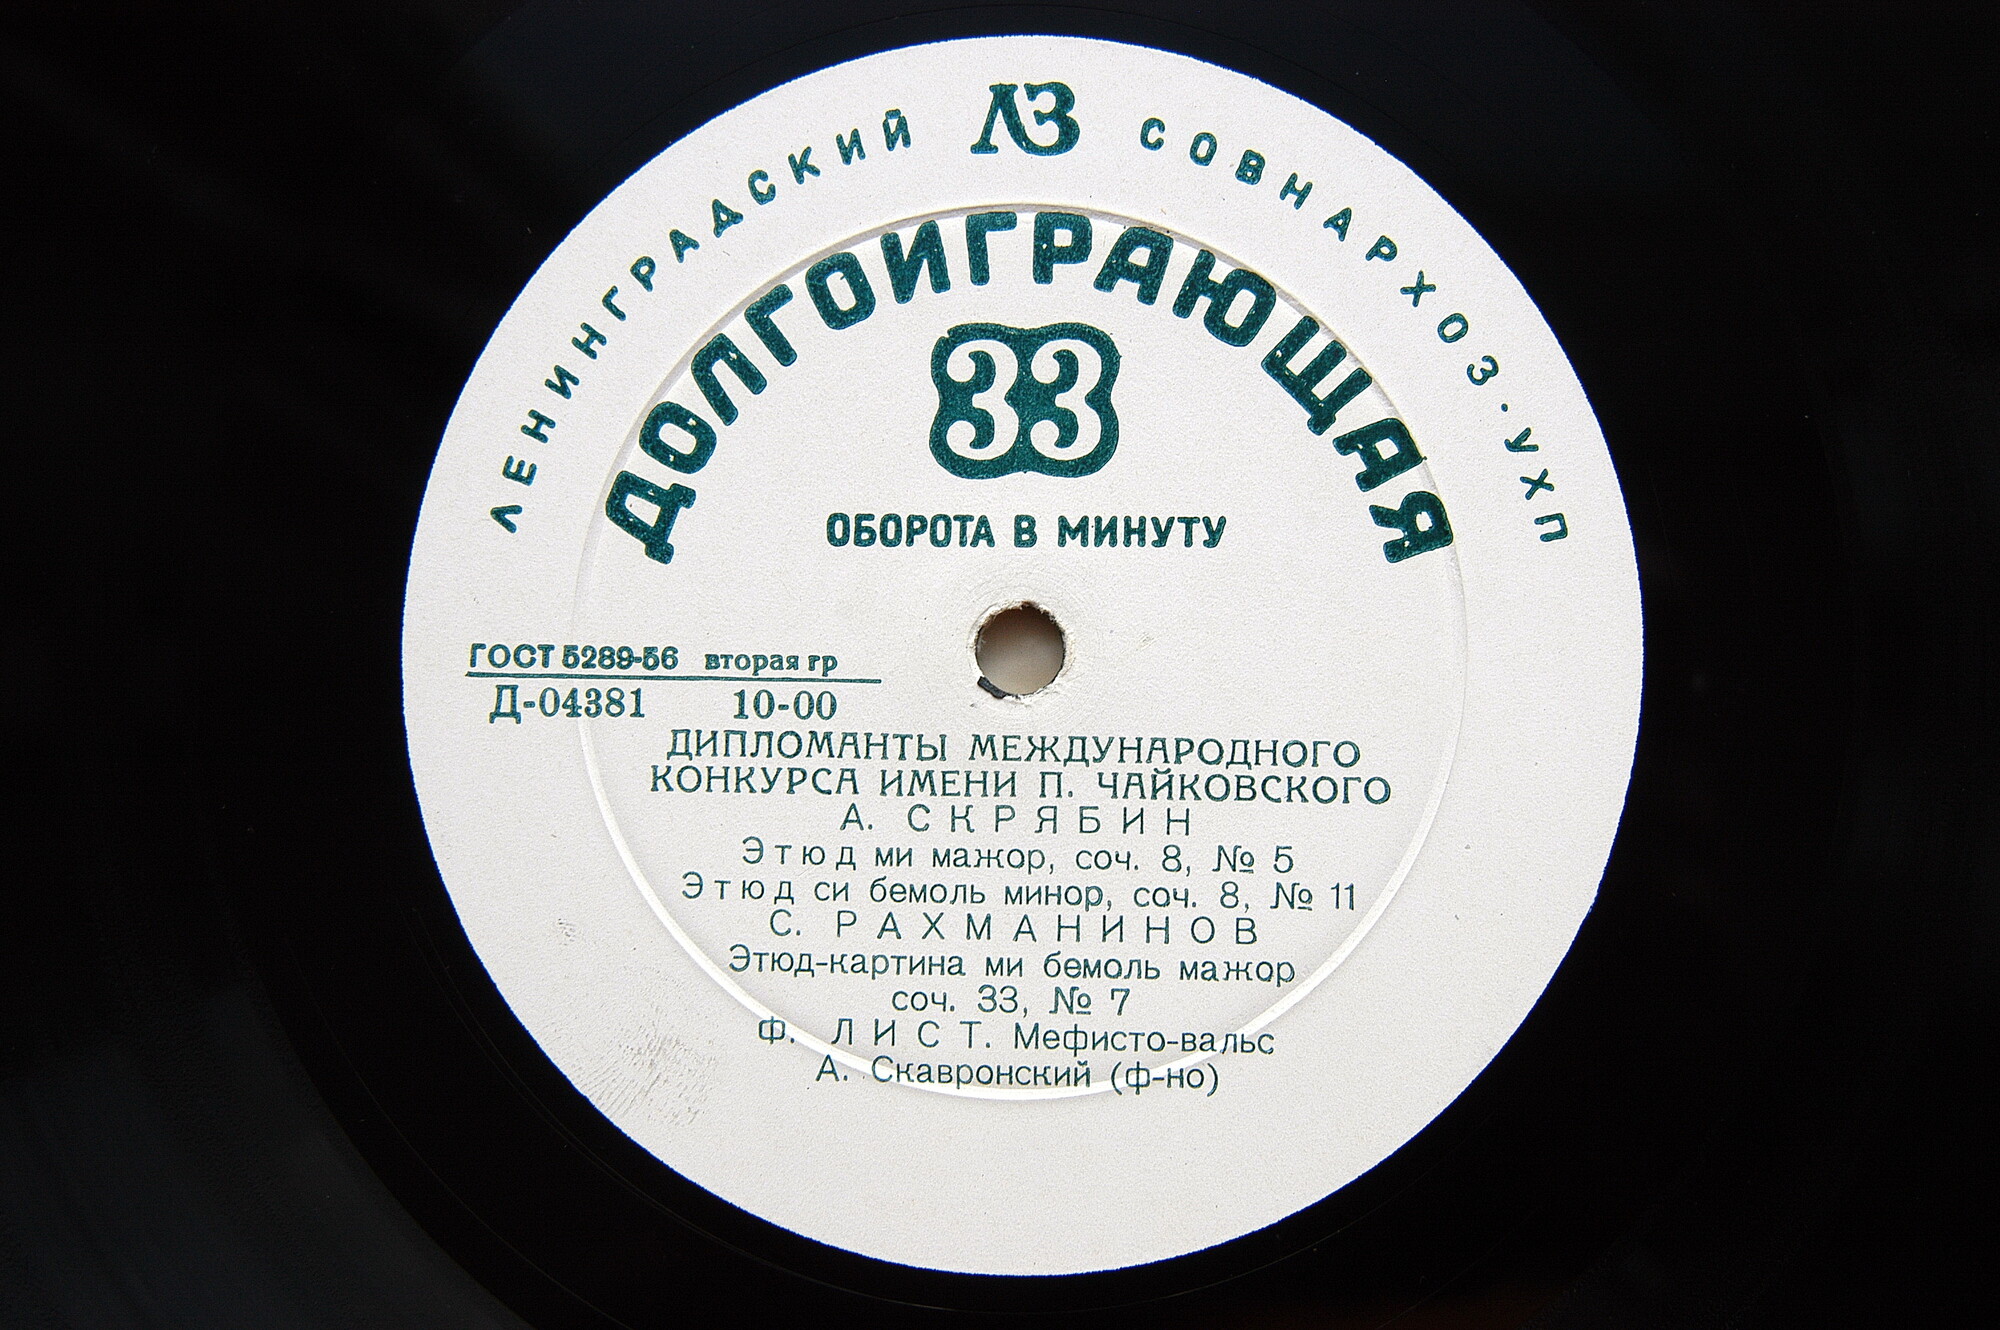 ЛЕНИНГРАДСКИЙ ЛЗ СОВНАРХОЗ · УХП
ДОЛГОИГРАЮЩАЯ
33
ОБОРОТА В МИНУТУ
ГОСТ 5289-56 вторая гр
Д-04381 10-00
ДИПЛОМАНТЫ МЕЖДУНАРОДНОГО
КОНКУРСА ИМЕНИ П. ЧАЙКОВСКОГО
А. СКРЯБИН
Этюд ми мажор, соч. 8, № 5
Этюд си бемоль минор, соч. 8, № 11
С. РАХМАНИНОВ
Этюд-картина ми бемоль мажор
соч. 33, № 7
Ф. ЛИСТ. Мефисто-вальс
А. Скавронский (ф-но)